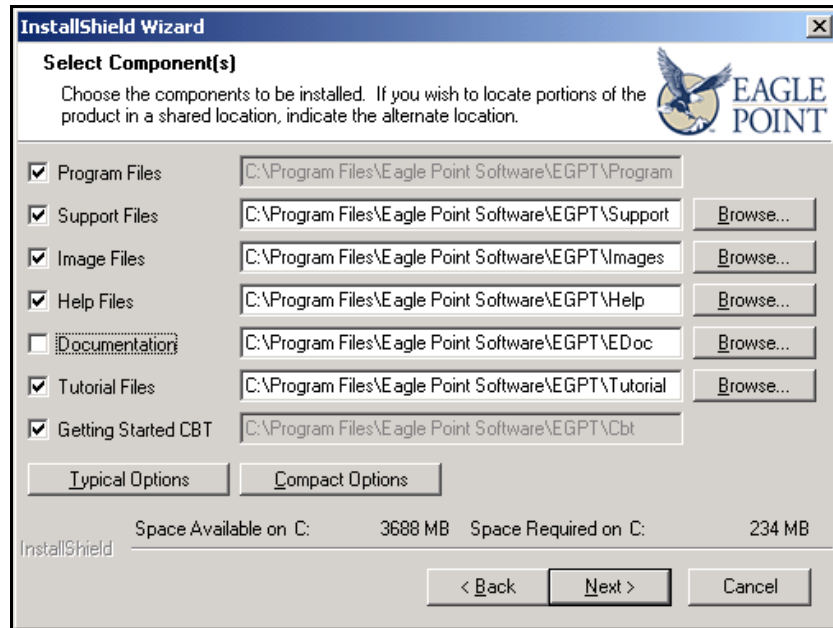 InstallShield Wizard
Select Component(s)
Choose the components to be installed. If you wish to locate portions of the
product in a shared location, indicate the alternate location.
EAGLE
POINT
Program Files C:\Program Files\Eagle Point Software\EGPT\Program
Support Files C:\Program Files\Eagle Point Software\EGPT\Support Browse...
Image Files C:\Program Files\Eagle Point Software\EGPT\Images Browse...
Help Files C:\Program Files\Eagle Point Software\EGPT\Help Browse...
Documentation C:\Program Files\Eagle Point Software\EGPT\EDoc Browse...
Tutorial Files C:\Program Files\Eagle Point Software\EGPT\Tutorial Browse...
Getting Started CBT C:\Program Files\Eagle Point Software\EGPT\Cbt
Typical Options Compact Options
Space Available on C: 3688 MB Space Required on C: 234 MB
InstallShield
< Back Next > Cancel